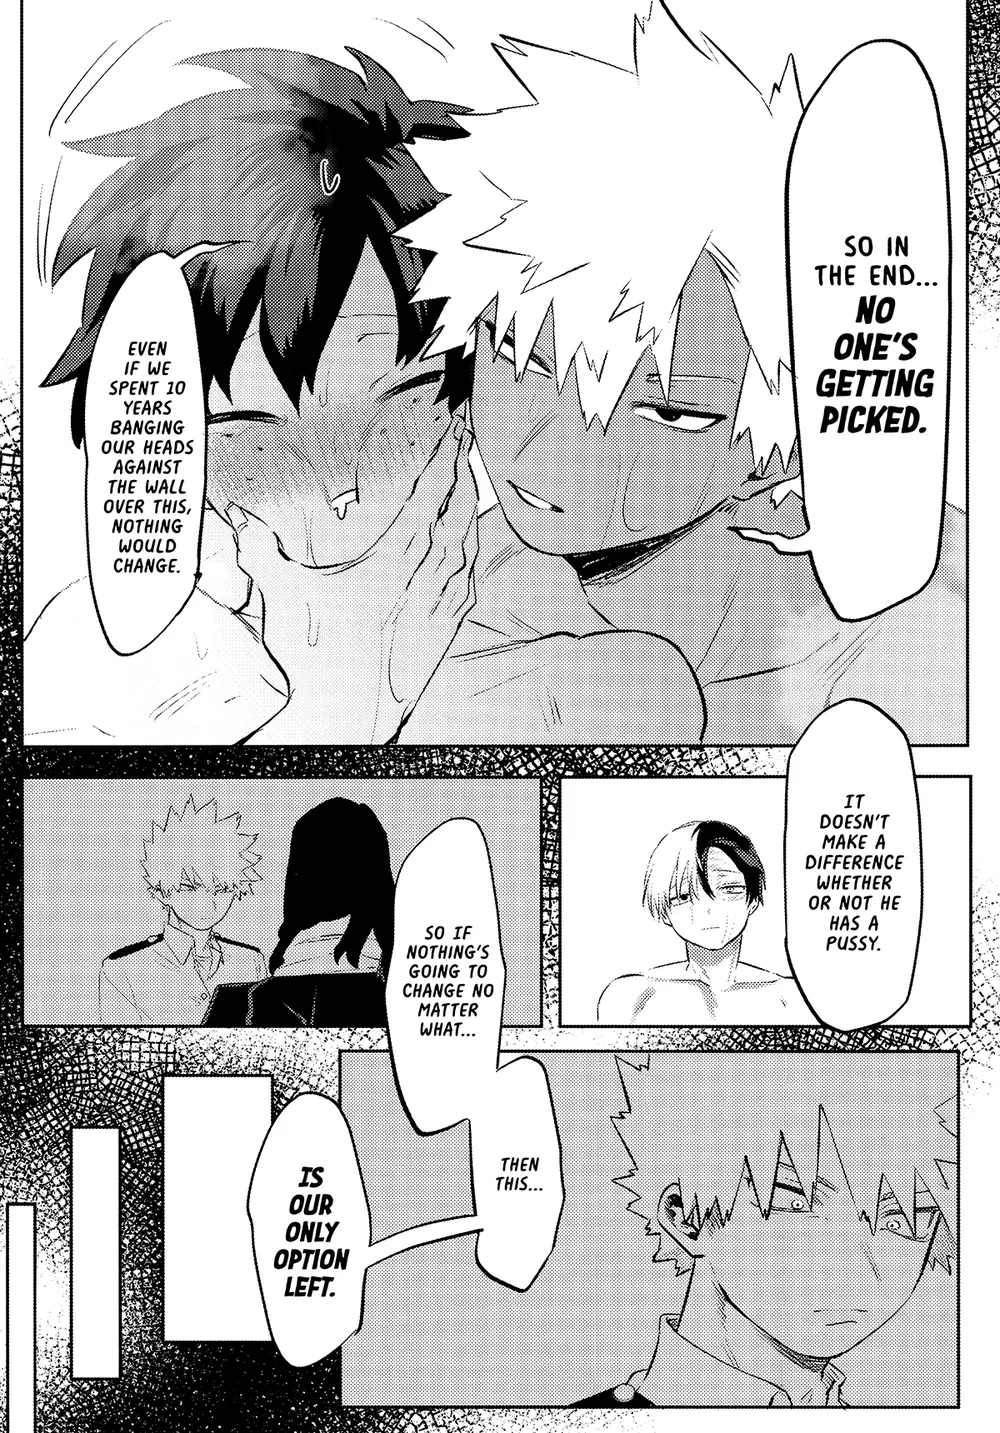 SO IN
THE END...
NO
ONE'S
GETTING
PICKED.
EVEN
IF WE
SPENT 10
YEARS
BANGING
OUR HEADS
AGAINST
THE WALL
OVER THIS,
NOTHING
WOULD
CHANGE.
IT
DOESN'T
MAKE A
DIFFERENCE
WHETHER
OR NOT HE
HAS A
PUSSY.
SO IF
NOTHING'S
GOING TO
CHANGE NO
MATTER
WHAT...
THEN
THIS...
IS
OUR
ONLY
OPTION
LEFT.